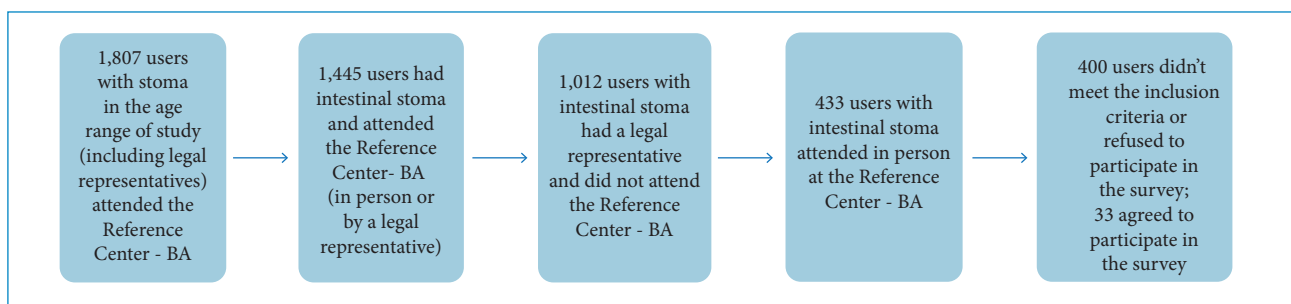 1,807 users
with stoma
in the age
range of study
(including legal
representatives)
attended the
Reference
Center - BA
1,445 users had
intestinal stoma
and attended
the Reference
Center- BA
(in person or
by a legal
representative)
1,012 users with
intestinal stoma
had a legal
representative
and did not attend
the Reference
Center - BA
433 users with
intestinal stoma
attended in person
at the Reference
Center - BA
400 users didn’t
meet the inclusion
criteria or
refused to
participate in
the survey;
33 agreed to
participate in
the survey